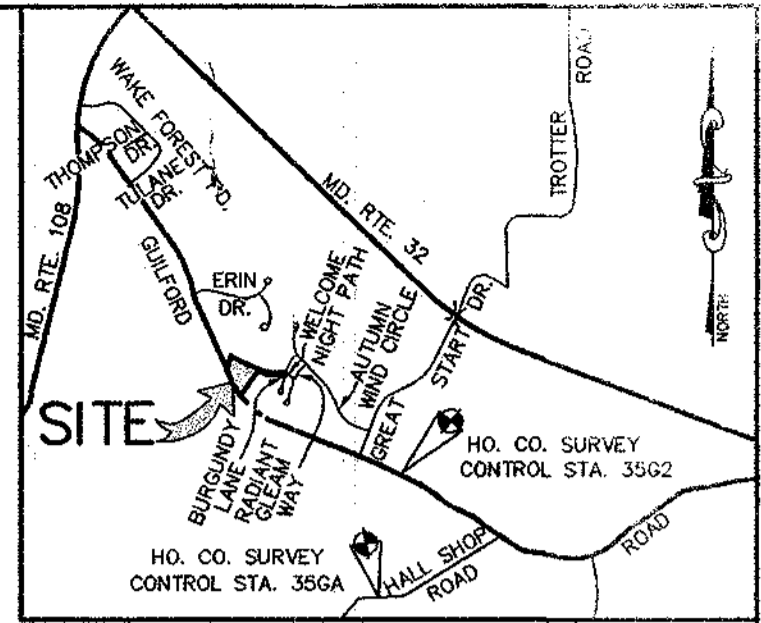 WAKE FOREST RD.
THOMPSON
DR.
TULANE
DR.
MD. RTE. 108
GUILFORD
ERIN
DR.
MD. RTE. 32
TROTTER
ROAD
NORTH
WELCOME
NIGHT PATH
AUTUMN
WIND CIRCLE
GREAT
START
DR.
SITE
BURGUNDY
LANE
RADIANT
GLEAM
WAY
HO. CO. SURVEY
CONTROL STA. 35G2
HO. CO. SURVEY
CONTROL STA. 35GA
HALL SHOP
ROAD
ROAD